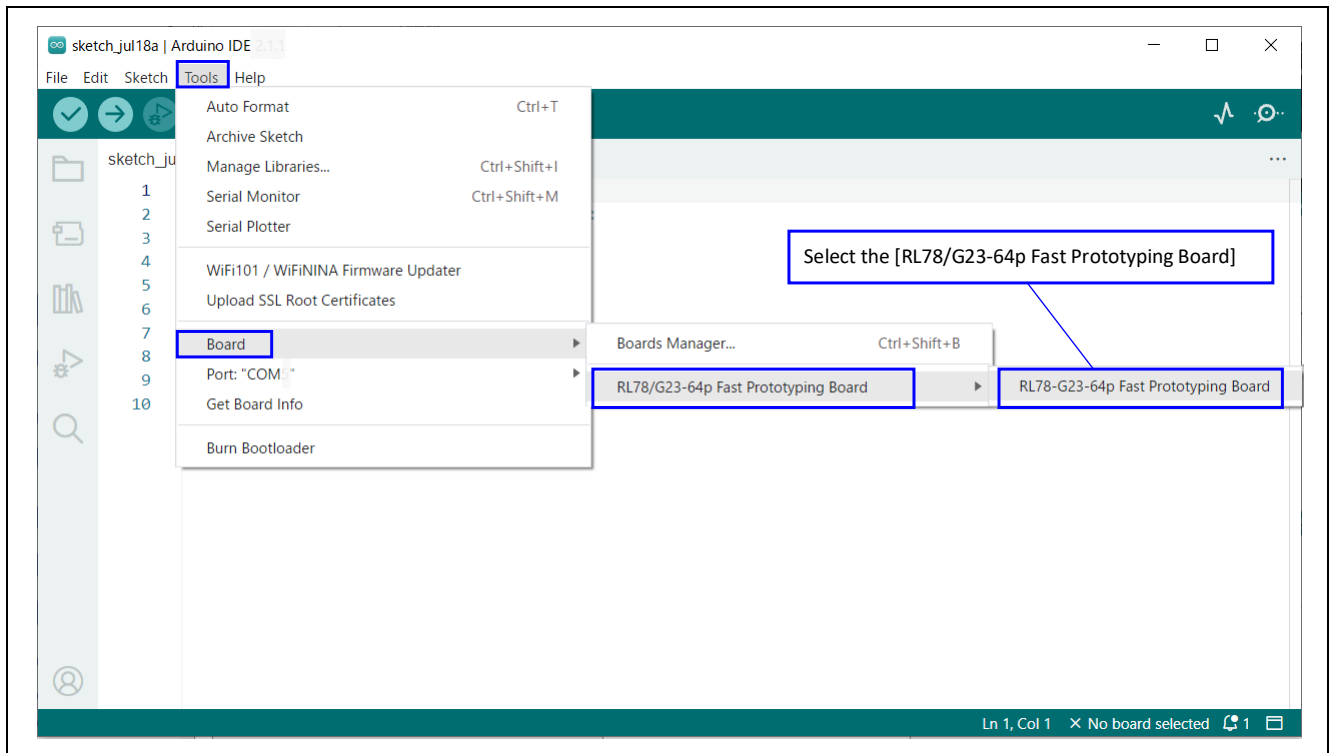 sketch_jul18a | Arduino IDE 2.1.1
File Edit Sketch Tools Help
sketch_ju
...
1
2
3
4
5
6
7
8
9
10
Auto Format Ctrl+T
Archive Sketch
Manage Libraries... Ctrl+Shift+I
Serial Monitor Ctrl+Shift+M
Serial Plotter
WiFi101 / WiFiNINA Firmware Updater
Upload SSL Root Certificates
Board
Port: "COM5"
Get Board Info
Burn Bootloader
Boards Manager... Ctrl+Shift+B
RL78/G23-64p Fast Prototyping Board
RL78-G23-64p Fast Prototyping Board
Select the [RL78/G23-64p Fast Prototyping Board]
Ln 1, Col 1 × No board selected 1